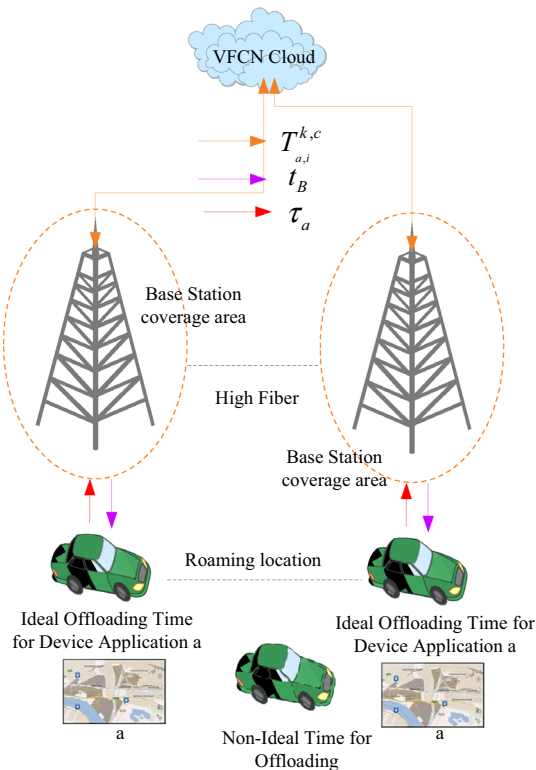 VFCN Cloud
T_{a,i}^{k,c}
t_B
τ_a
Base Station
coverage area
High Fiber
Base Station
coverage area
Roaming location
Ideal Offloading Time
for Device Application a
Ideal Offloading Time for
Device Application a
a
a
Non-Ideal Time for
Offloading